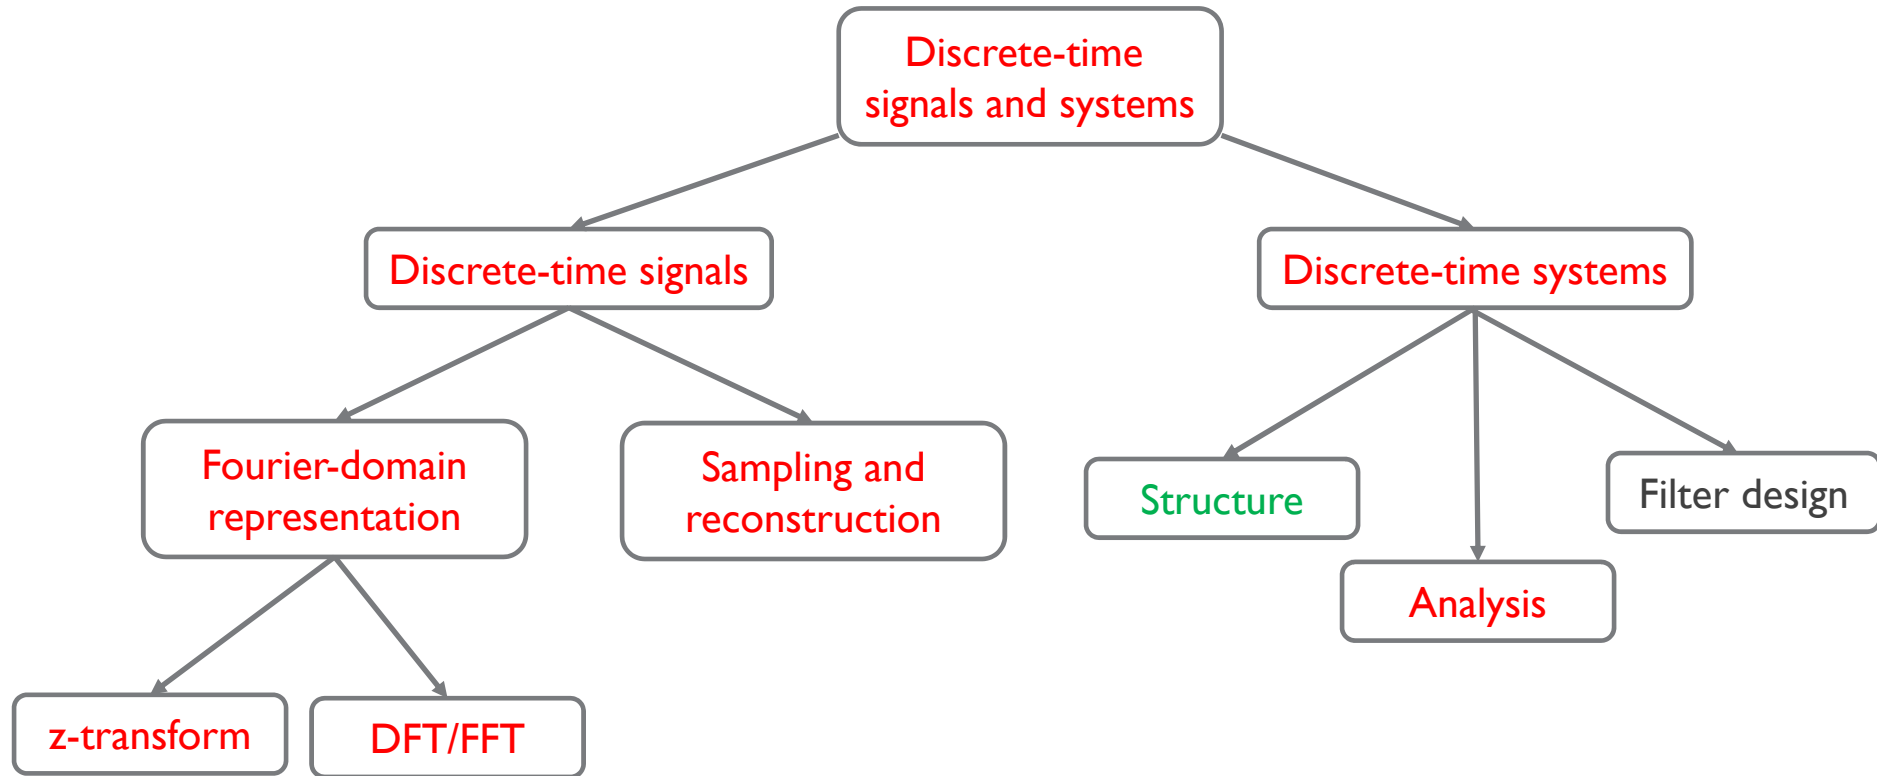 Discrete-time
signals and systems
Discrete-time signals
Discrete-time systems
Fourier-domain
representation
Sampling and
reconstruction
Structure
Filter design
Analysis
z-transform
DFT/FFT